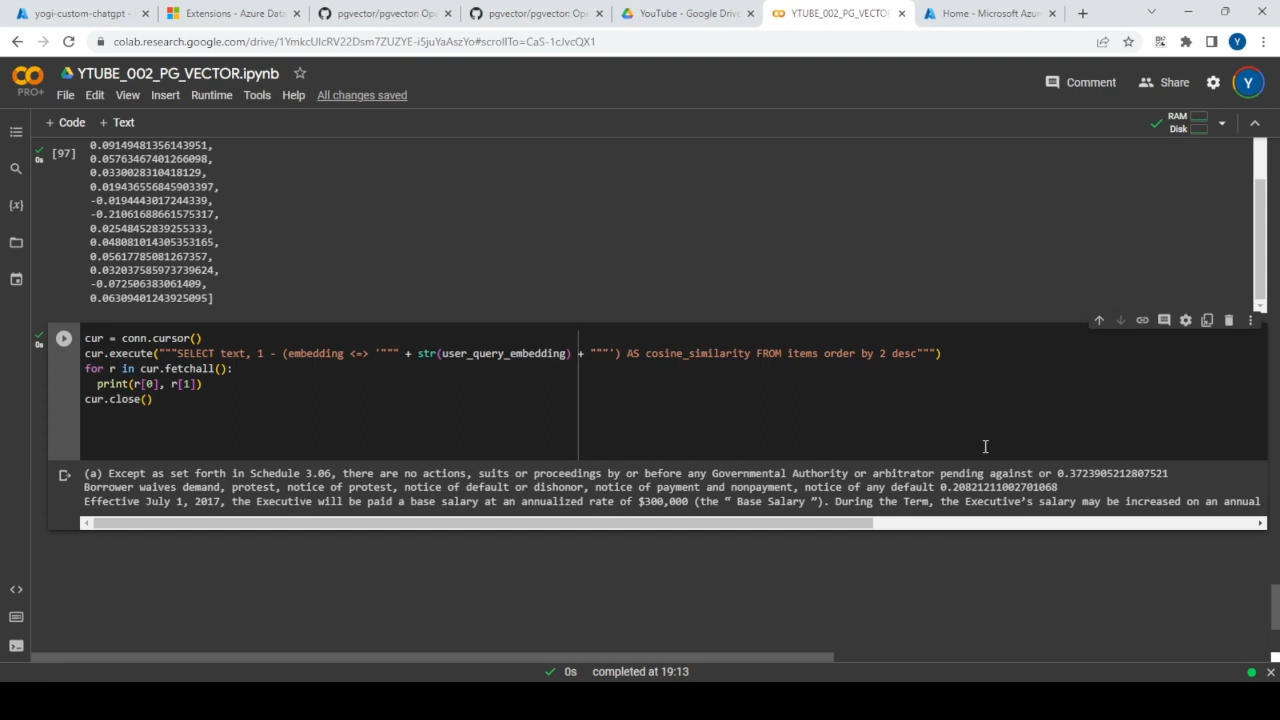 yogi-custom-chatgpt
Extensions - Azure Dat
pgvector/pgvector: Ope
pgvector/pgvector: Ope
YouTube - Google Drive
YTUBE_002_PG_VECTOR
Home - Microsoft Azur
colab.research.google.com/drive/1YmkcUIcRV22Dsm7ZUZYE-i5juYaAszYo#scrollTo=CaS-1cJvcQX1
Y
YTUBE_002_PG_VECTOR.ipynb
PRO+
Comment
Share
Y
File Edit View Insert Runtime Tools Help All changes saved
+ Code + Text
RAM
Disk
0s
[97]
0.09149481356143951,
0.05763467401266098,
0.0330028310418129,
0.019436556845903397,
-0.0194443017244339,
-0.21061688661575317,
0.02548452839255333,
0.048081014305353165,
0.05617785081267357,
0.032037585973739624,
-0.072506383061409,
0.06309401243925095]
0s
cur = conn.cursor()
cur.execute("""SELECT text, 1 - (embedding <=> '""" + str(user_query_embedding) + """') AS cosine_similarity FROM items order by 2 desc""")
for r in cur.fetchall():
print(r[0], r[1])
cur.close()
(a) Except as set forth in Schedule 3.06, there are no actions, suits or proceedings by or before any Governmental Authority or arbitrator pending against or 0.3723905212807521
Borrower waives demand, protest, notice of protest, notice of default or dishonor, notice of payment and nonpayment, notice of any default 0.20821211002701068
Effective July 1, 2017, the Executive will be paid a base salary at an annualized rate of $300,000 (the “ Base Salary ”). During the Term, the Executive’s salary may be increased on an annual
0s completed at 19:13